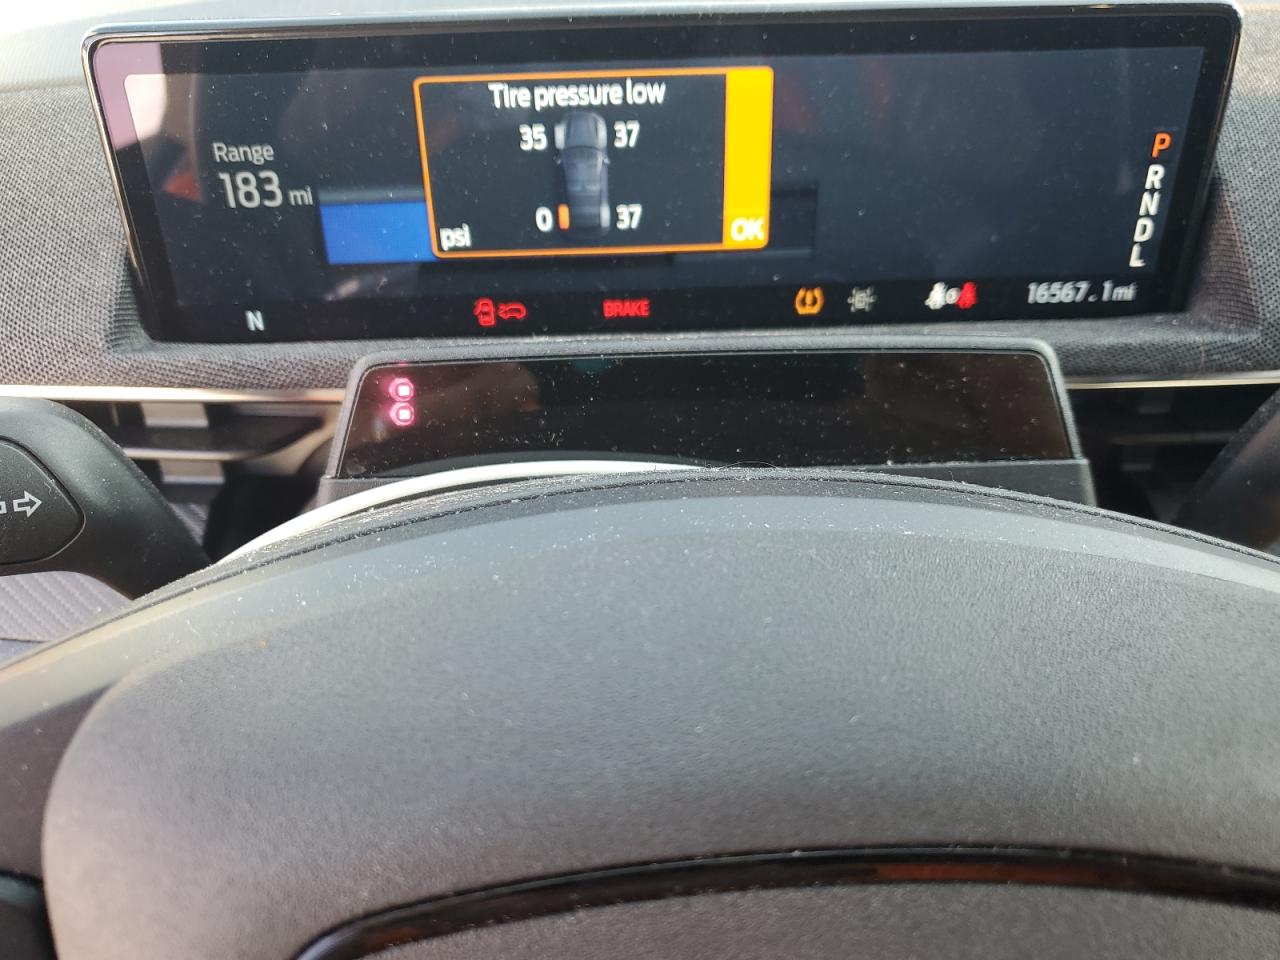 Tire pressure low
35 37
0 37
psi
OK
Range
183 mi
P
R
N
D
L
N
BRAKE
16567.1mi